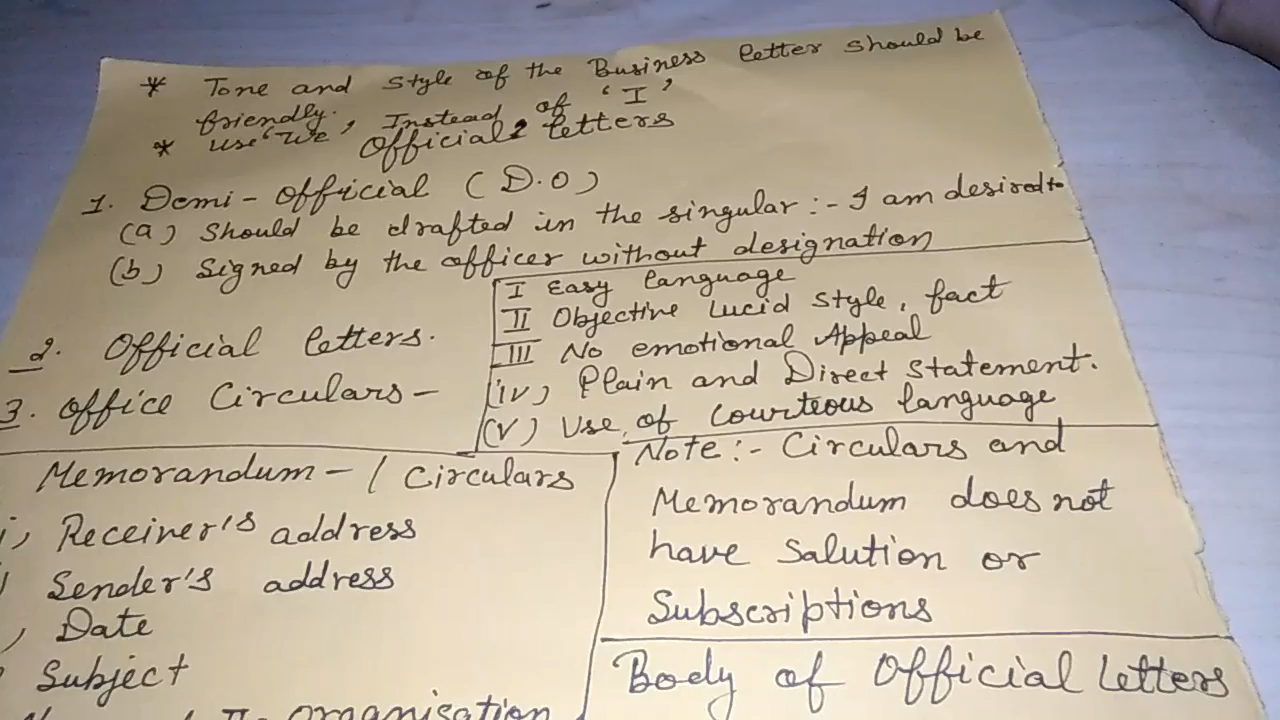 * Tone and Style of the Business letter should be
friendly.
* use 'We', Instead of 'I'
Official letters
1. Demi-official (D.O)
(a) Should be drafted in the singular :- I am desired to
(b) Signed by the officer without designation
I Easy language
II Objective Lucid Style, fact
III No emotional Appeal
(iv) Plain and Direct Statement.
(v) Use of Courteous language
2. Official letters.
3. office Circulars-
Memorandum - / Circulars
i) Receiver's address
Sender's address
Date
Subject
organisation
Note :- Circulars and
Memorandum does not
have Salution or
Subscriptions
Body of Official letters